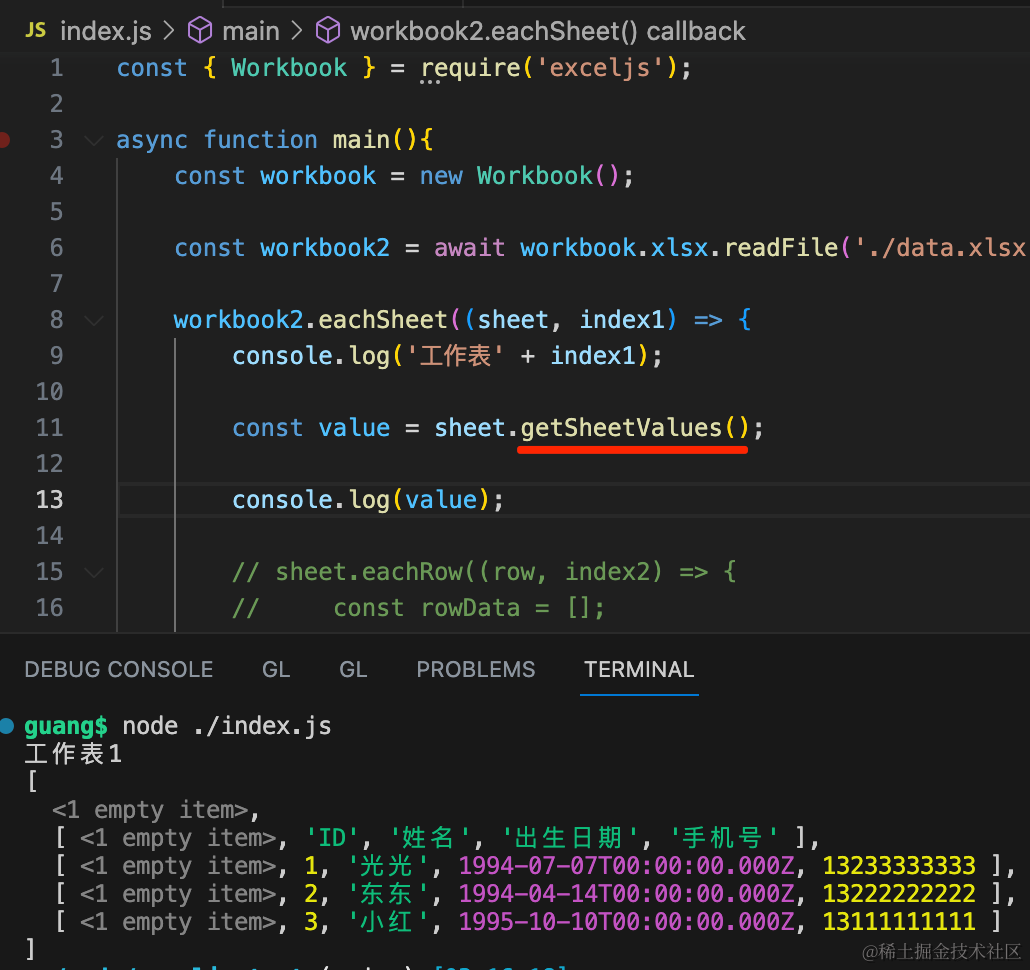 JS index.js > main > workbook2.eachSheet() callback
1 const { Workbook } = require('exceljs');
2
3 async function main(){
4 const workbook = new Workbook();
5
6 const workbook2 = await workbook.xlsx.readFile('./data.xlsx
7
8 workbook2.eachSheet((sheet, index1) => {
9 console.log('工作表' + index1);
10
11 const value = sheet.getSheetValues();
12
13 console.log(value);
14
15 // sheet.eachRow((row, index2) => {
16 // const rowData = [];
DEBUG CONSOLE GL GL PROBLEMS TERMINAL
guang$ node ./index.js
工作表1
[
<1 empty item>,
[ <1 empty item>, 'ID', '姓名', '出生日期', '手机号' ],
[ <1 empty item>, 1, '光光', 1994-07-07T00:00:00.000Z, 13233333333 ],
[ <1 empty item>, 2, '东东', 1994-04-14T00:00:00.000Z, 13222222222 ],
[ <1 empty item>, 3, '小红', 1995-10-10T00:00:00.000Z, 13111111111 ]
]
@稀土掘金技术社区